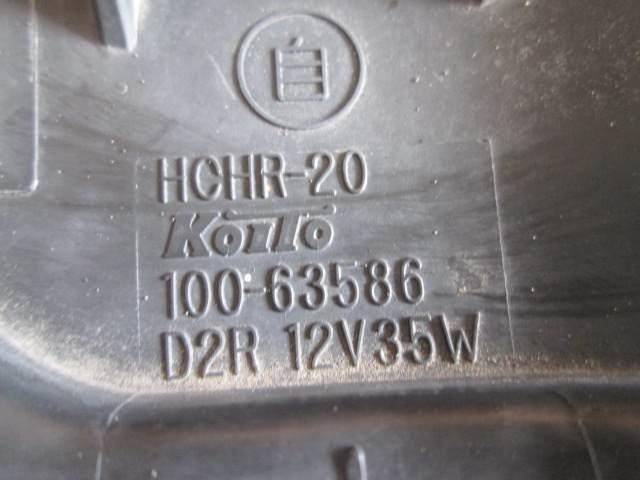 自
HCHR-20
KOITO
100-63586
D2R 12V35W